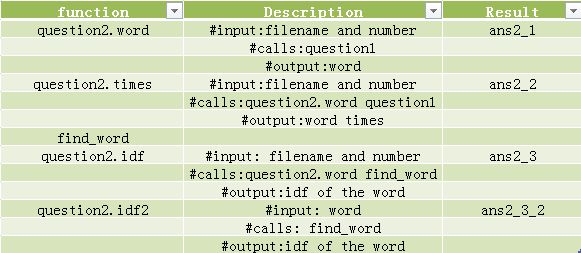 function Description Result
question2.word #input:filename and number ans2_1
#calls:question1
#output:word
question2.times #input:filename and number ans2_2
#calls:question2.word question1
#output:word times
find_word
question2.idf #input: filename and number ans2_3
#calls:question2.word find_word
#output:idf of the word
question2.idf2 #input: word ans2_3_2
#calls: find_word
#output:idf of the word